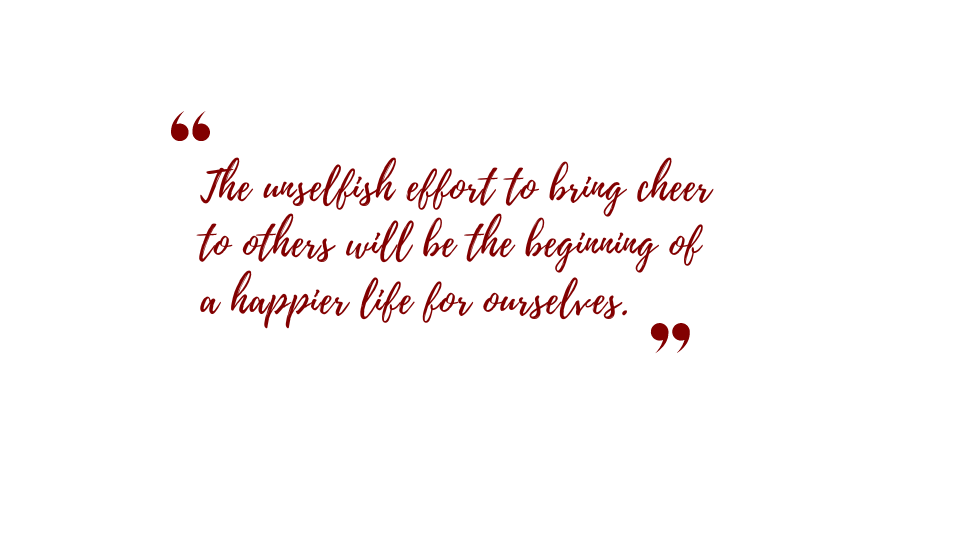 “
The unselfish effort to bring cheer
to others will be the beginning of
a happier life for ourselves.
”